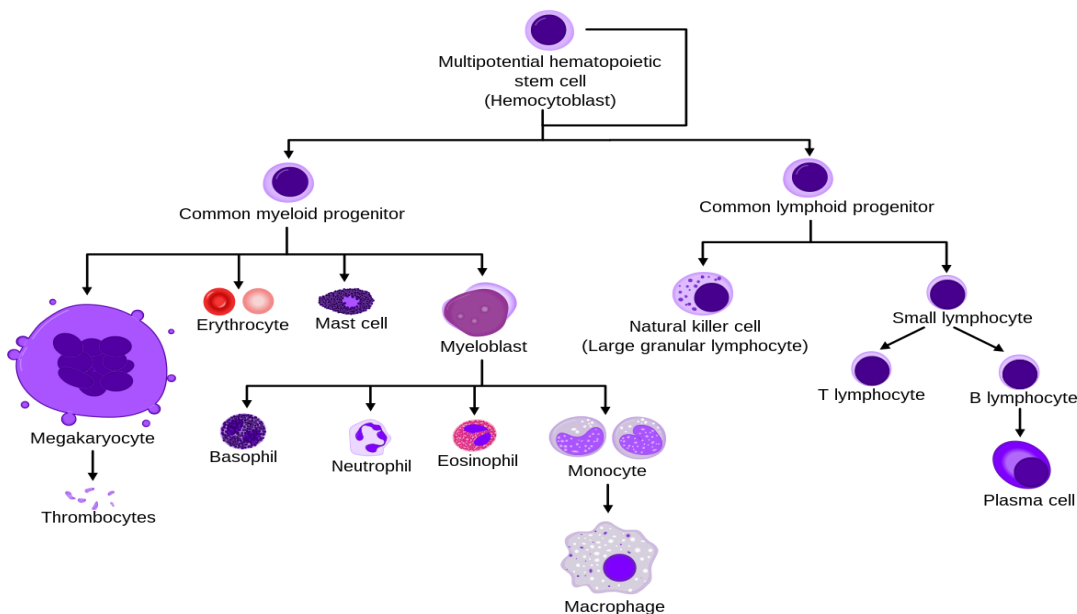 Multipotential hematopoietic
stem cell
(Hemocytoblast)
Common myeloid progenitor
Common lymphoid progenitor
Erythrocyte
Mast cell
Myeloblast
Natural killer cell
(Large granular lymphocyte)
Small lymphocyte
T lymphocyte
B lymphocyte
Megakaryocyte
Basophil
Neutrophil
Eosinophil
Monocyte
Plasma cell
Thrombocytes
Macrophage